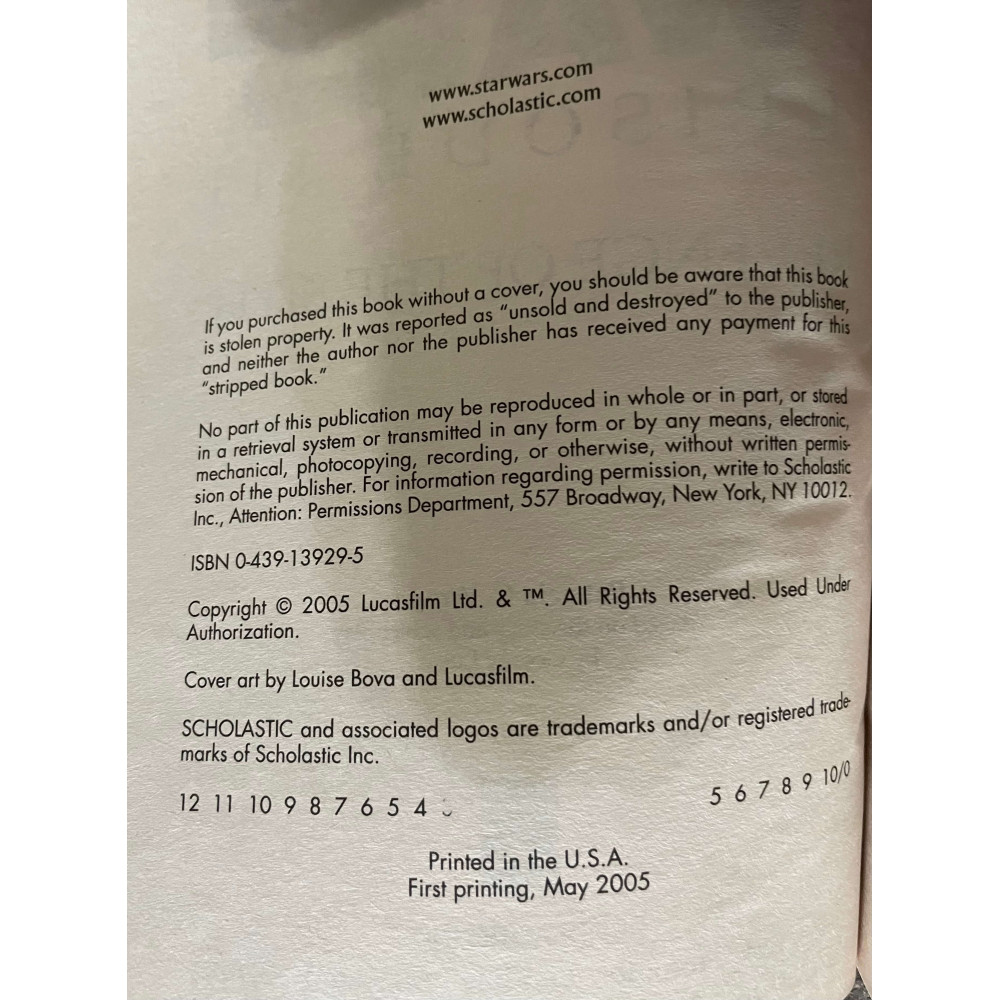 www.starwars.com
www.scholastic.com
If you purchased this book without a cover, you should be aware that this book
is stolen property. It was reported as “unsold and destroyed” to the publisher,
and neither the author nor the publisher has received any payment for this
“stripped book.”
No part of this publication may be reproduced in whole or in part, or stored
in a retrieval system or transmitted in any form or by any means, electronic,
mechanical, photocopying, recording, or otherwise, without written permis-
sion of the publisher. For information regarding permission, write to Scholastic
Inc., Attention: Permissions Department, 557 Broadway, New York, NY 10012.
ISBN 0-439-13929-5
Copyright © 2005 Lucasfilm Ltd. & ™. All Rights Reserved. Used Under
Authorization.
Cover art by Louise Bova and Lucasfilm.
SCHOLASTIC and associated logos are trademarks and/or registered trade-
marks of Scholastic Inc.
12 11 10 9 8 7 6 5 4 5 6 7 8 9 10/0
Printed in the U.S.A.
First printing, May 2005